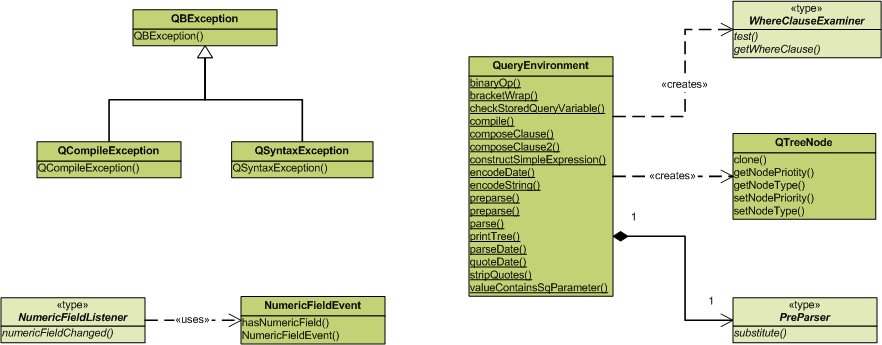 QBException
QBException()
QCompileException
QCompileException()
QSyntaxException
QSyntaxException()
«type»
NumericFieldListener
numericFieldChanged()
«uses»
NumericFieldEvent
hasNumericField()
NumericFieldEvent()
QueryEnvironment
binaryOp()
bracketWrap()
checkStoredQueryVariable()
compile()
composeClause()
composeClause2()
constructSimpleExpression()
encodeDate()
encodeString()
preparse()
preparse()
parse()
printTree()
parseDate()
quoteDate()
stripQuotes()
valueContainsSqParameter()
«creates»
«creates»
1
1
«type»
WhereClauseExaminer
test()
getWhereClause()
QTreeNode
clone()
getNodePriotity()
getNodeType()
setNodePriority()
setNodeType()
«type»
PreParser
substitute()